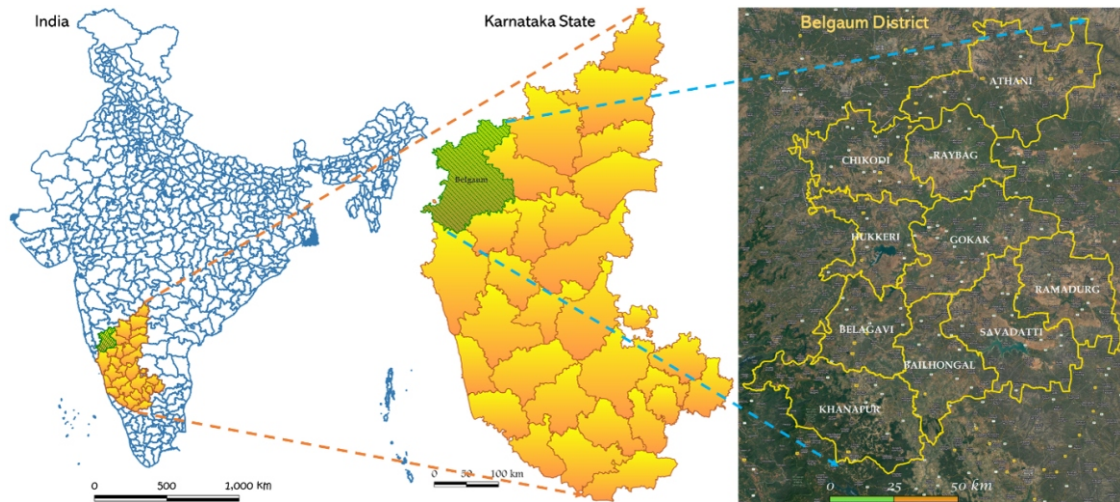 India
Karnataka State
Belgaum District
Belgaum
ATHANI
CHIKODI
RAYBAG
HUKKERI
GOKAK
RAMADURG
BELAGAVI
SAVADATTI
BAILHONGAL
KHANAPUR
0 500 1,000 km
0 50 100 km
0 25 50 km